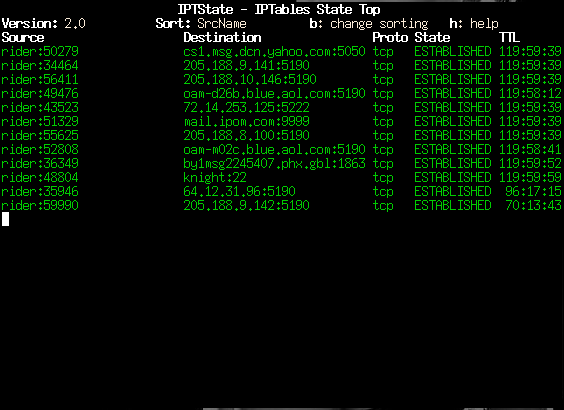 IPTState - IPTables State Top
Version: 2.0 Sort: SrcName b: change sorting h: help
Source Destination Proto State TTL
rider:50279 cs1.msg.dcn.yahoo.com:5050 tcp ESTABLISHED 119:59:39
rider:34464 205.188.9.141:5190 tcp ESTABLISHED 119:59:39
rider:56411 205.188.10.146:5190 tcp ESTABLISHED 119:59:39
rider:49476 oam-d26b.blue.aol.com:5190 tcp ESTABLISHED 119:58:12
rider:43523 72.14.253.125:5222 tcp ESTABLISHED 119:59:39
rider:51329 mail.ipom.com:9999 tcp ESTABLISHED 119:59:39
rider:55625 205.188.8.100:5190 tcp ESTABLISHED 119:59:39
rider:52808 oam-m02c.blue.aol.com:5190 tcp ESTABLISHED 119:58:41
rider:36349 by1msg2245407.phx.gbl:1863 tcp ESTABLISHED 119:59:52
rider:48804 knight:22 tcp ESTABLISHED 119:59:59
rider:35946 64.12.31.96:5190 tcp ESTABLISHED 96:17:15
rider:59990 205.188.9.142:5190 tcp ESTABLISHED 70:13:43